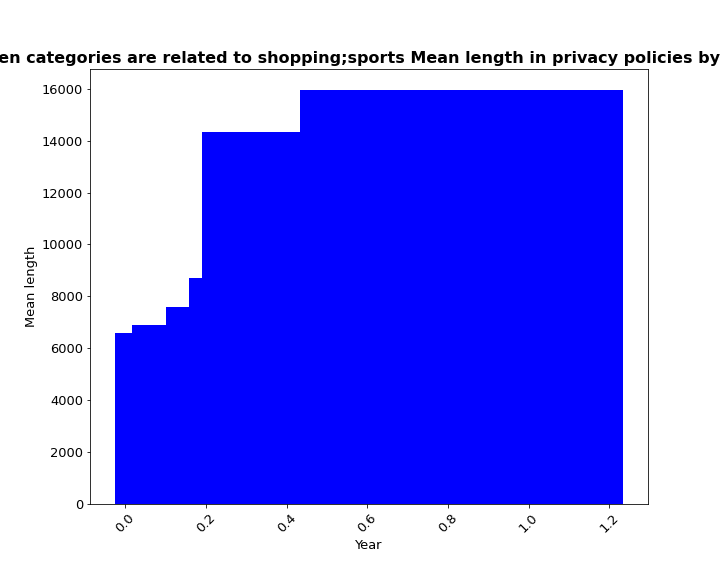 en categories are related to shopping;sports Mean length in privacy policies by
16000
14000
12000
10000
8000
6000
4000
2000
0
Mean length
0.0 0.2 0.4 0.6 0.8 1.0 1.2
Year